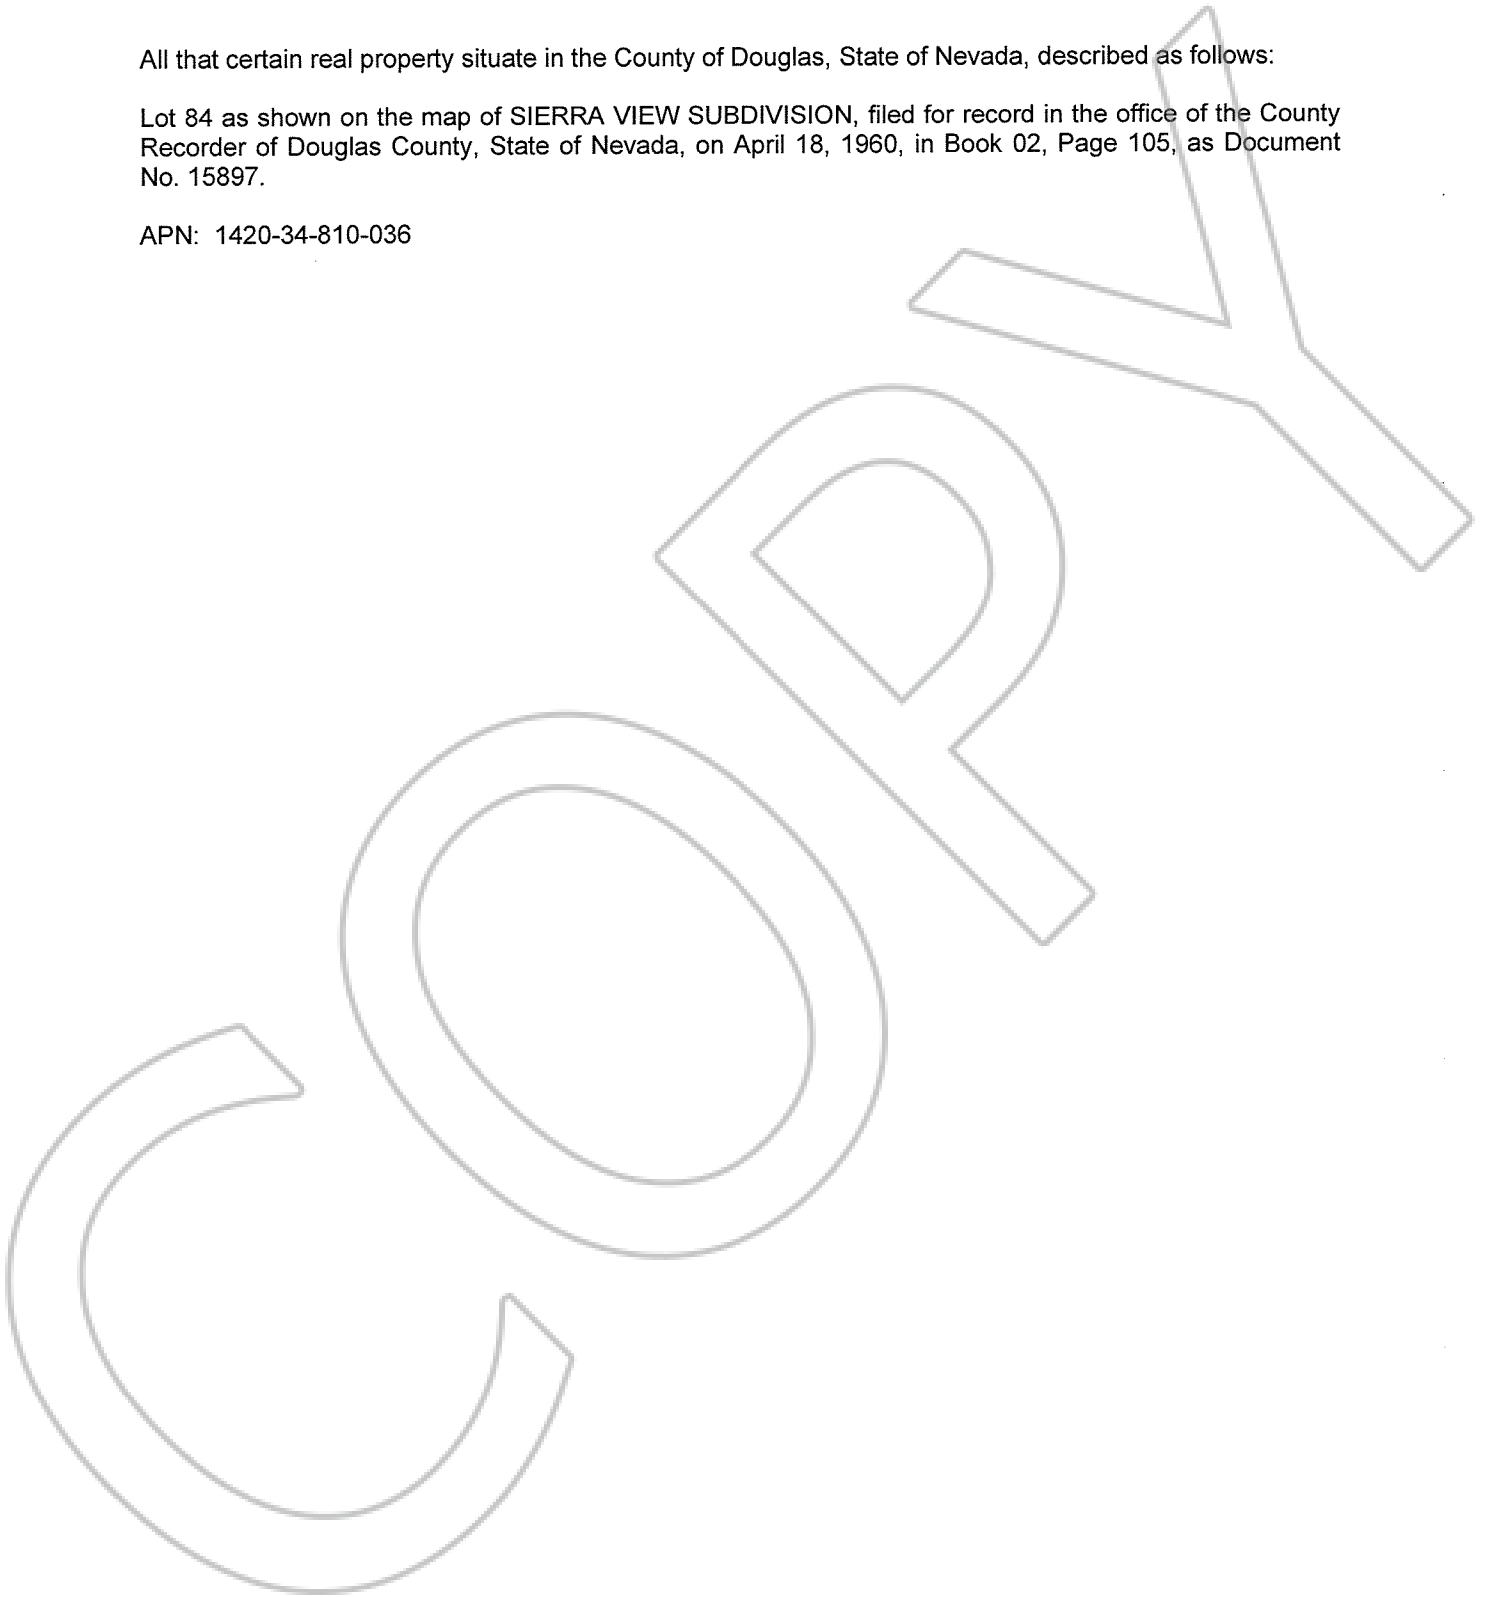 All that certain real property situate in the County of Douglas, State of Nevada, described as follows:
Lot 84 as shown on the map of SIERRA VIEW SUBDIVISION, filed for record in the office of the County
Recorder of Douglas County, State of Nevada, on April 18, 1960, in Book 02, Page 105, as Document
No. 15897.
APN: 1420-34-810-036
COPY